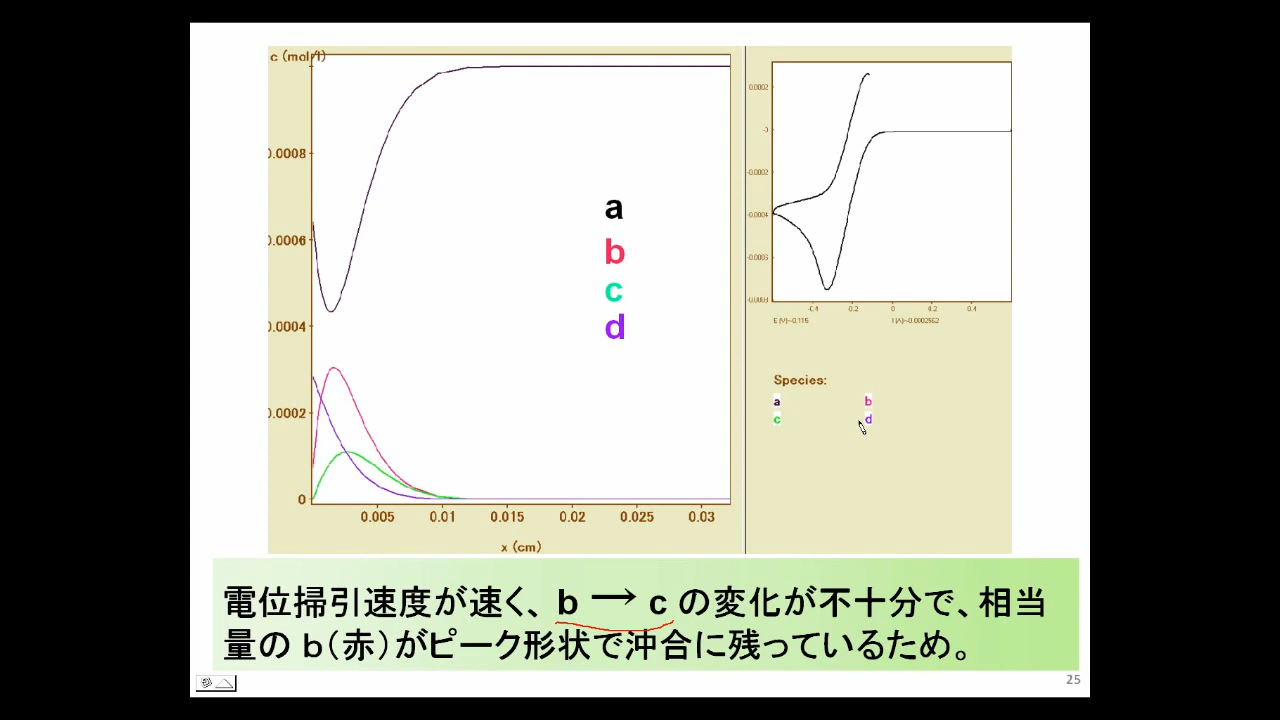 c (mol/l)
0.0008
0.0006
0.0004
0.0002
0
0.005 0.01 0.015 0.02 0.025 0.03
x (cm)
a
b
c
d
0.0002
-0
-0.0002
-0.0004
-0.4 -0.2 0 0.2 0.4
Species:
a b
c d
電位掃引速度が速く、 b → c の変化が不十分で、相当
量の b(赤)がピーク形状で沖合に残っているため。
25